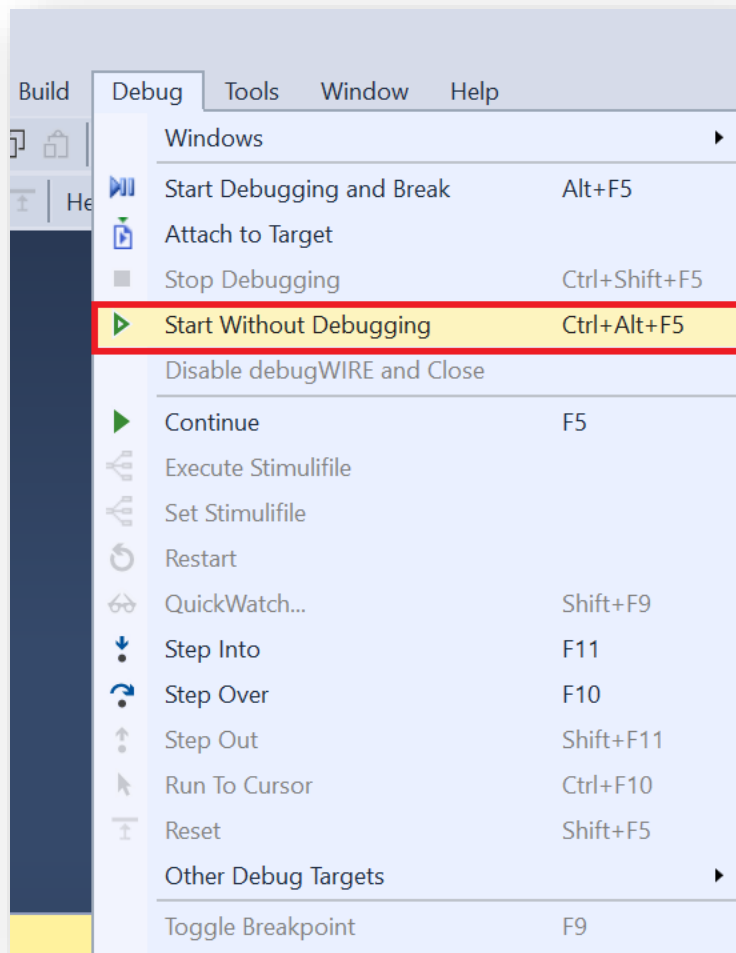 Build Debug Tools Window Help
Windows
He
Start Debugging and Break Alt+F5
Attach to Target
Stop Debugging Ctrl+Shift+F5
Start Without Debugging Ctrl+Alt+F5
Disable debugWIRE and Close
Continue F5
Execute Stimulifile
Set Stimulifile
Restart
QuickWatch... Shift+F9
Step Into F11
Step Over F10
Step Out Shift+F11
Run To Cursor Ctrl+F10
Reset Shift+F5
Other Debug Targets
Toggle Breakpoint F9